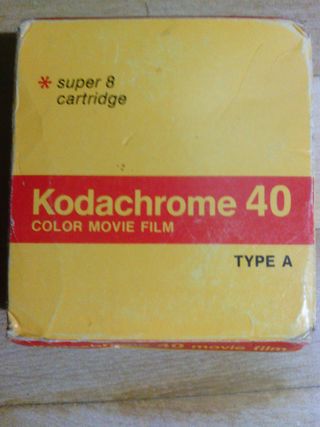 * super 8
cartridge
Kodachrome 40
COLOR MOVIE FILM
TYPE A
40 movie film